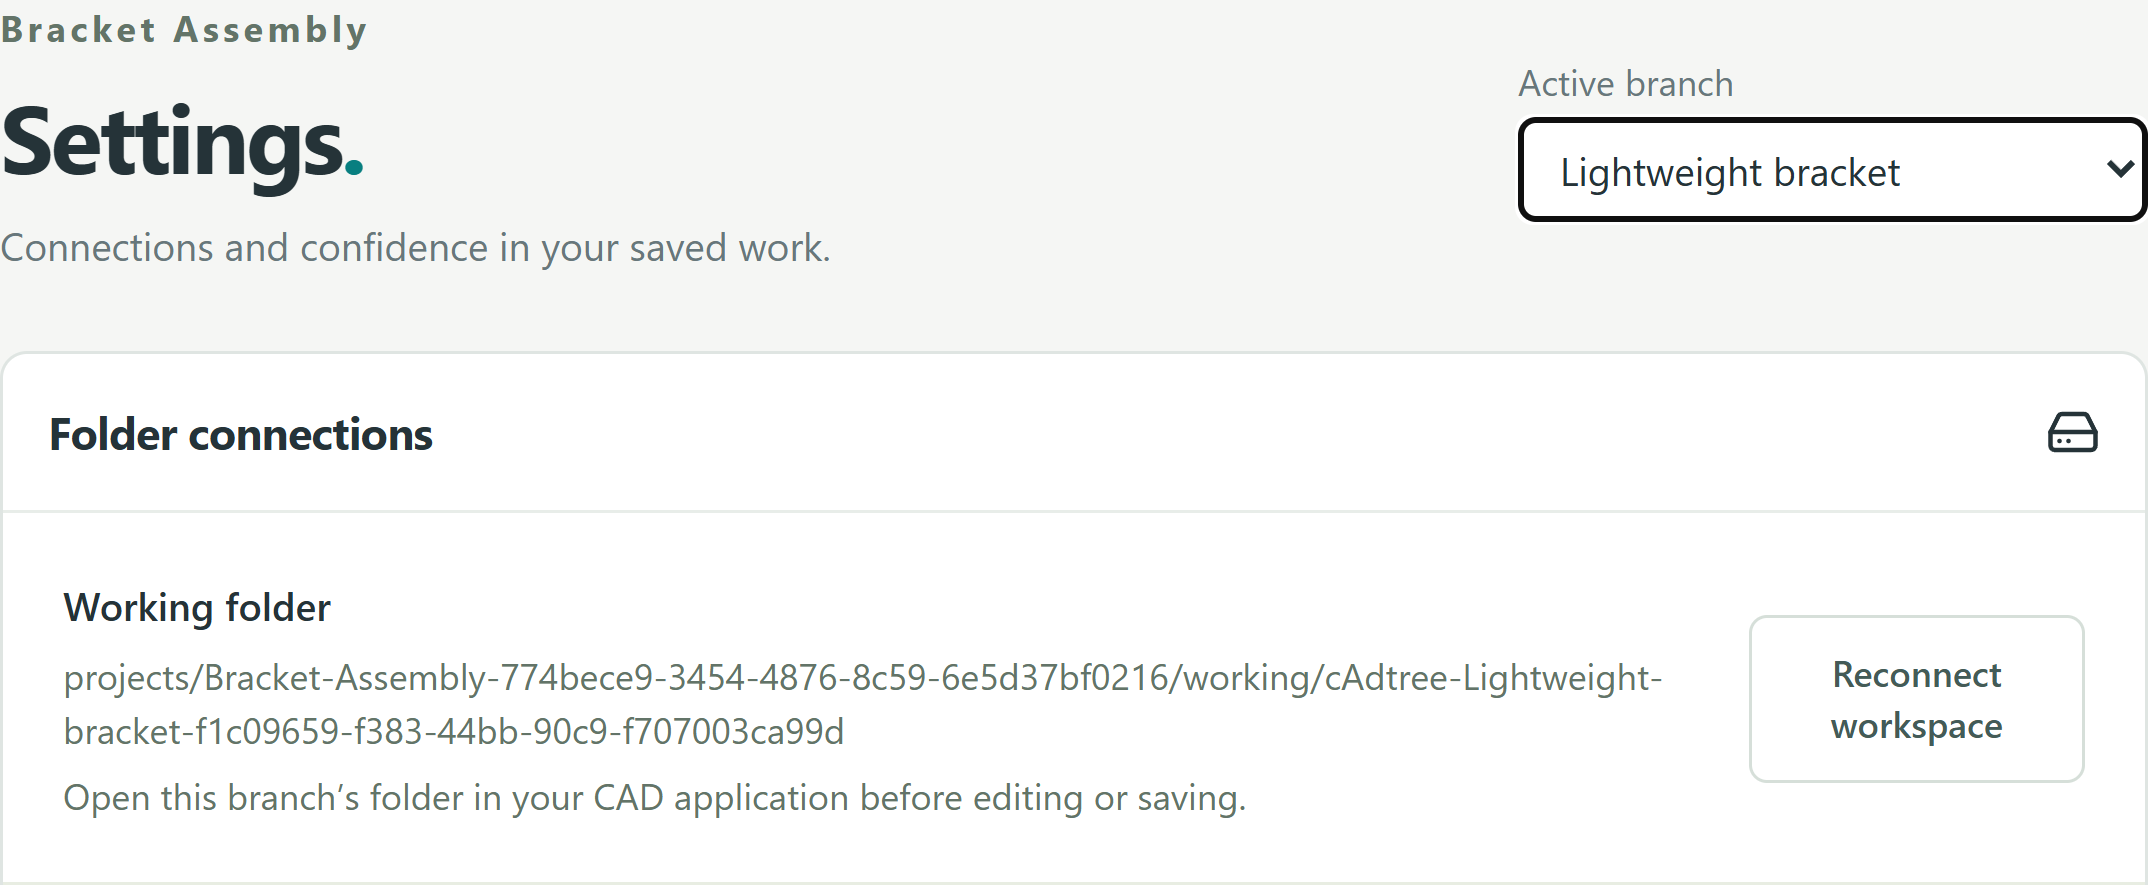 Bracket Assembly
Settings.
Connections and confidence in your saved work.
Active branch
Lightweight bracket
Folder connections
Working folder
projects/Bracket-Assembly-774bece9-3454-4876-8c59-6e5d37bf0216/working/cAdtree-Lightweight-
bracket-f1c09659-f383-44bb-90c9-f707003ca99d
Open this branch’s folder in your CAD application before editing or saving.
Reconnect
workspace